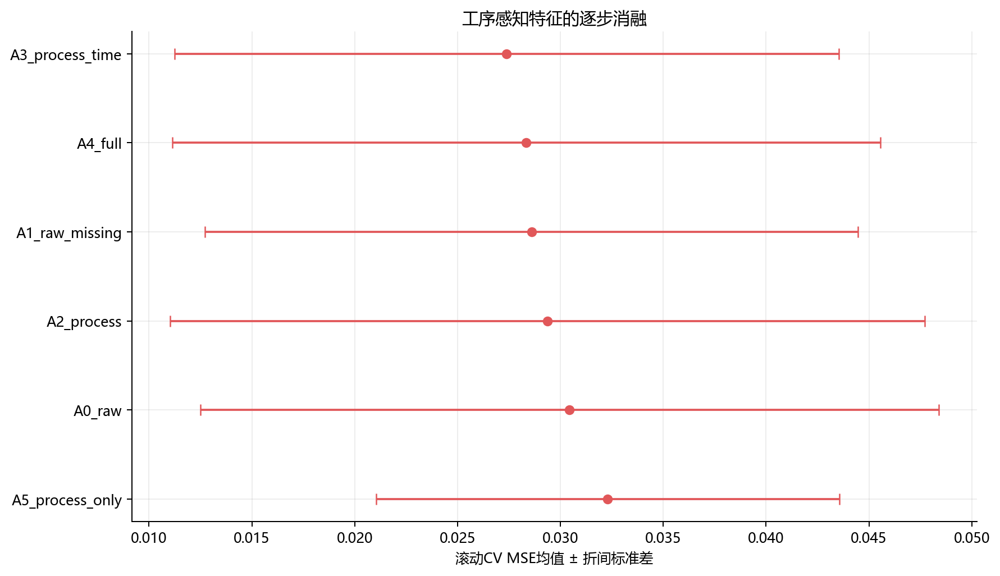 工序感知特征的逐步消融
A3_process_time
A4_full
A1_raw_missing
A2_process
A0_raw
A5_process_only
0.010 0.015 0.020 0.025 0.030 0.035 0.040 0.045 0.050
滚动CV MSE均值 ± 折间标准差